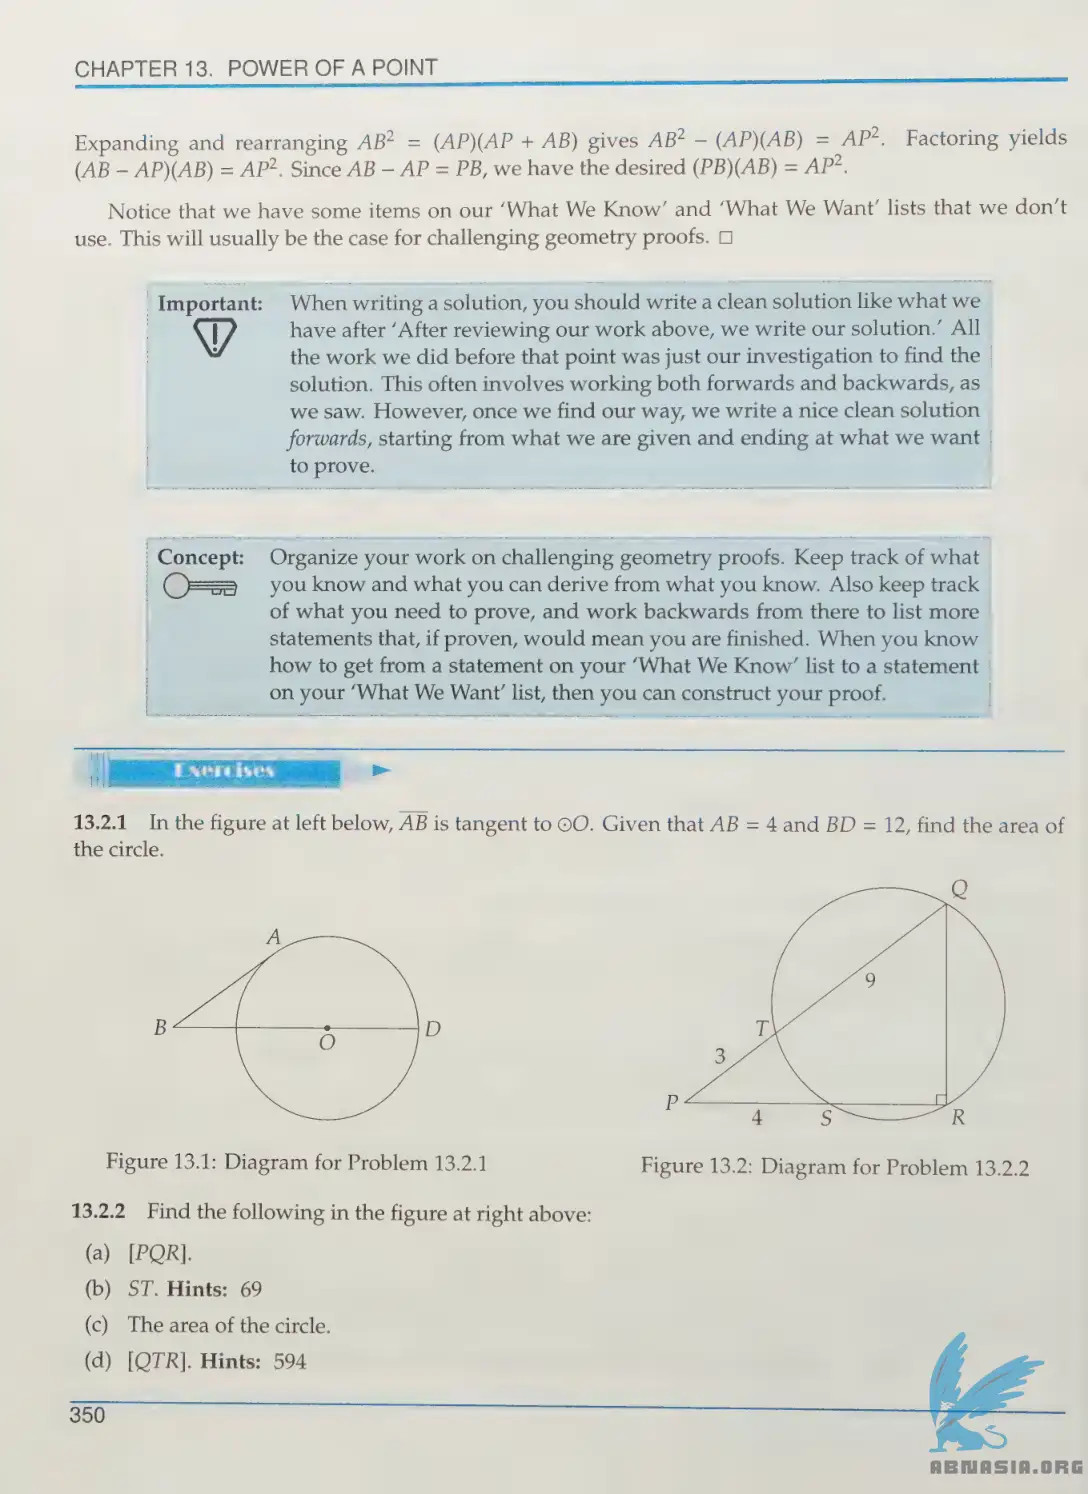 CHAPTER 13. POWER OF A POINT
Expanding and rearranging AB² = (AP)(AP + AB) gives AB² − (AP)(AB) = AP². Factoring yields
(AB − AP)(AB) = AP². Since AB − AP = PB, we have the desired (PB)(AB) = AP².
Notice that we have some items on our 'What We Know' and 'What We Want' lists that we don't
use. This will usually be the case for challenging geometry proofs. □
Important: When writing a solution, you should write a clean solution like what we
have after 'After reviewing our work above, we write our solution.' All
the work we did before that point was just our investigation to find the
solution. This often involves working both forwards and backwards, as
we saw. However, once we find our way, we write a nice clean solution
forwards, starting from what we are given and ending at what we want
to prove.
Concept: Organize your work on challenging geometry proofs. Keep track of what
you know and what you can derive from what you know. Also keep track
of what you need to prove, and work backwards from there to list more
statements that, if proven, would mean you are finished. When you know
how to get from a statement on your 'What We Know' list to a statement
on your 'What We Want' list, then you can construct your proof.
Exercises
13.2.1 In the figure at left below, A̅B̅ is tangent to ⊙O. Given that AB = 4 and BD = 12, find the area of
the circle.
A
B
O
D
Q
9
T
3
P
4
S
R
Figure 13.1: Diagram for Problem 13.2.1
Figure 13.2: Diagram for Problem 13.2.2
13.2.2 Find the following in the figure at right above:
(a) [PQR].
(b) ST. Hints: 69
(c) The area of the circle.
(d) [QTR]. Hints: 594
350
ABNASIA.ORG